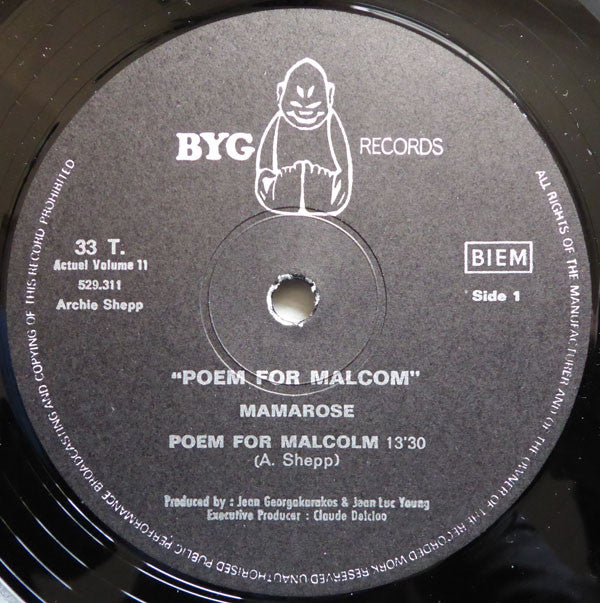 BYG RECORDS
33 T.
Actuel Volume 11
529.311
Archie Shepp
BIEM
Side 1
"POEM FOR MALCOM"
MAMAROSE
POEM FOR MALCOLM 13'30
(A. Shepp)
Produced by : Jean Georgakarakos & Jean Luc Young
Executive Producer : Claude Delcloo
ALL RIGHTS OF THE MANUFACTURER AND OF THE OWNER OF THE RECORDED WORK RESERVED UNAUTHORISED PUBLIC PERFORMANCE BROADCASTING AND COPYING OF THIS RECORD PROHIBITED